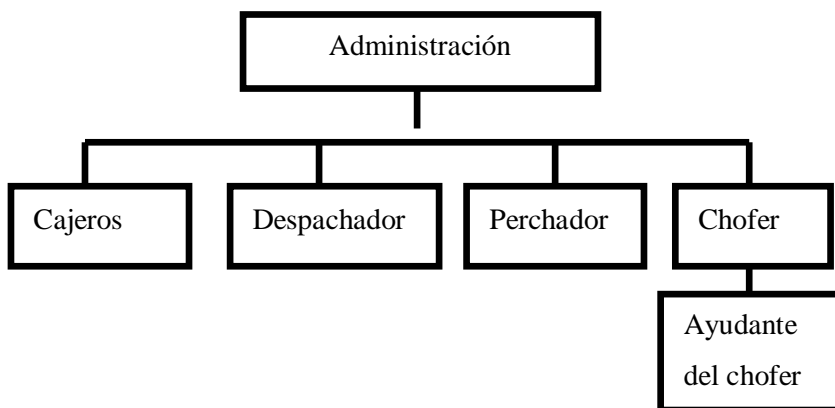 Administración
Cajeros
Despachador
Perchador
Chofer
Ayudante
del chofer